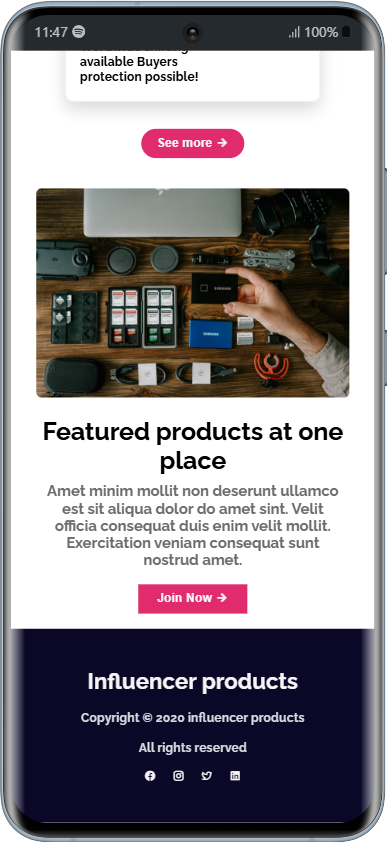 11:47 100%
available Buyers
protection possible!
See more →
SAMSUNG
SAMSUNG
Featured products at one
place
Amet minim mollit non deserunt ullamco
est sit aliqua dolor do amet sint. Velit
officia consequat duis enim velit mollit.
Exercitation veniam consequat sunt
nostrud amet.
Join Now →
Influencer products
Copyright © 2020 influencer products
All rights reserved